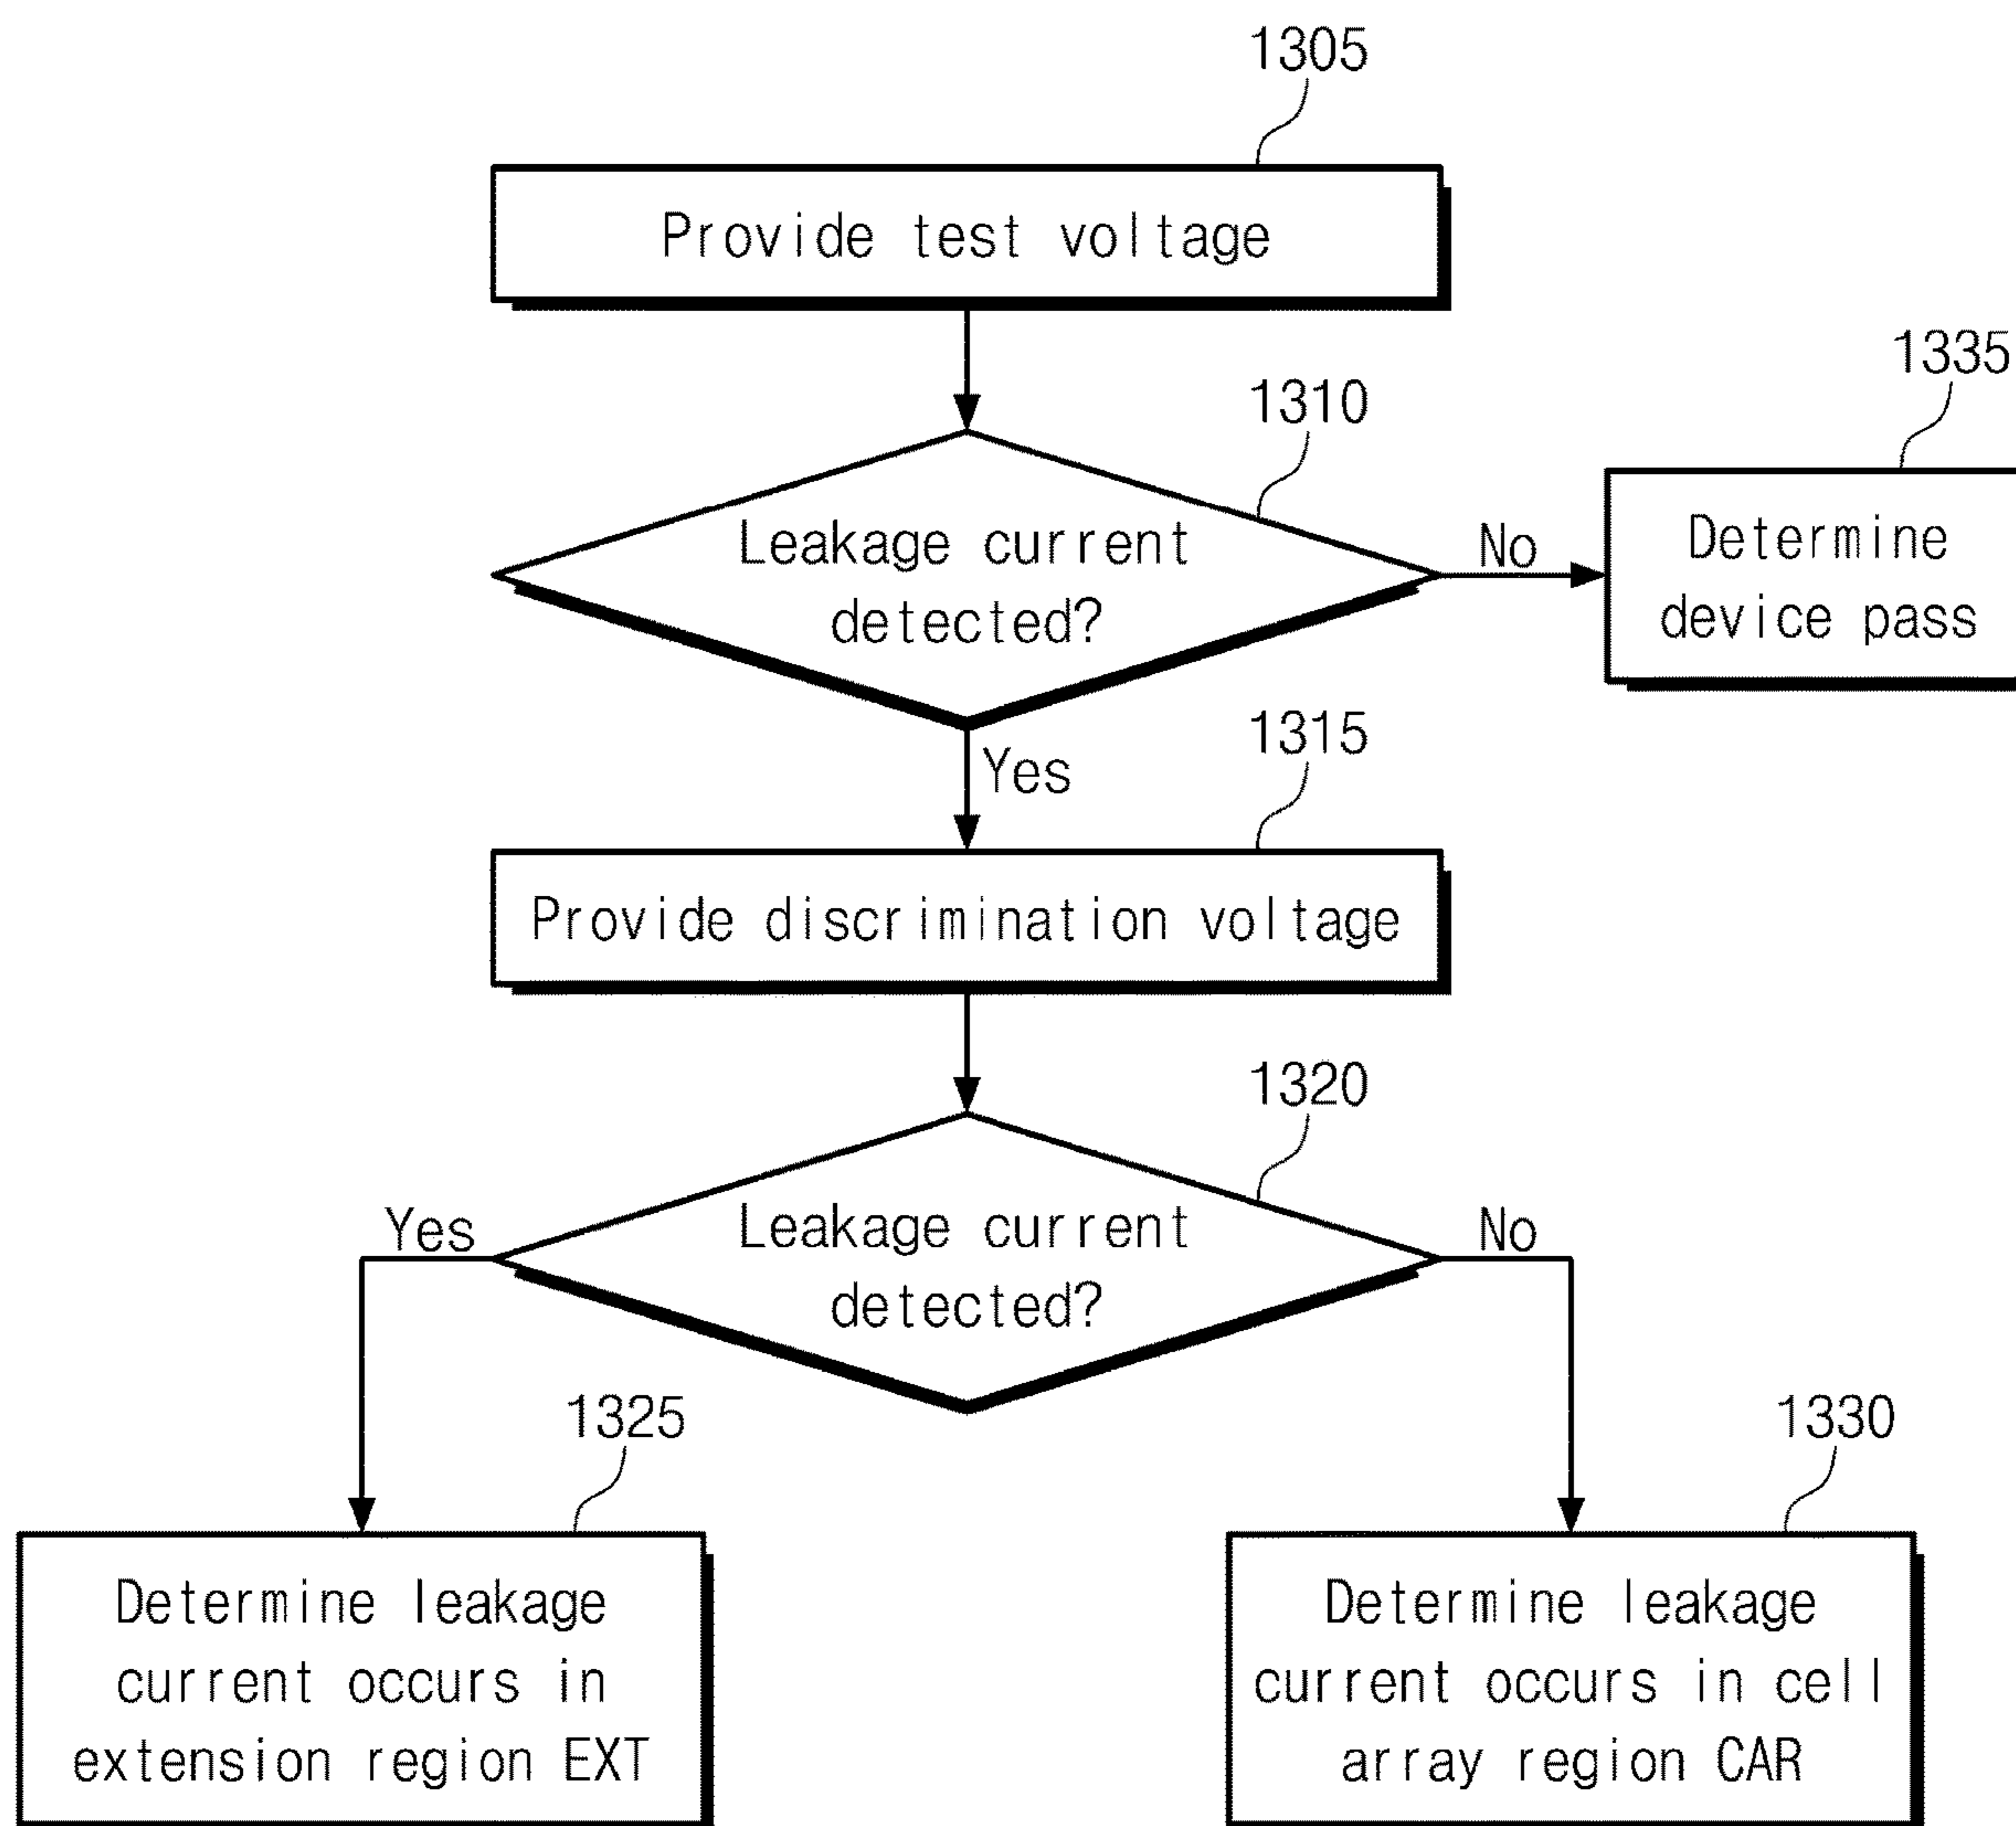 1305
Provide test voltage
1335
1310
Leakage current
detected?
No
Determine
device pass
1315
Yes
Provide discrimination voltage
1320
Yes
Leakage current
detected?
No
1325
1330
Determine leakage
current occurs in
extension region EXT
Determine leakage
current occurs in cell
array region CAR